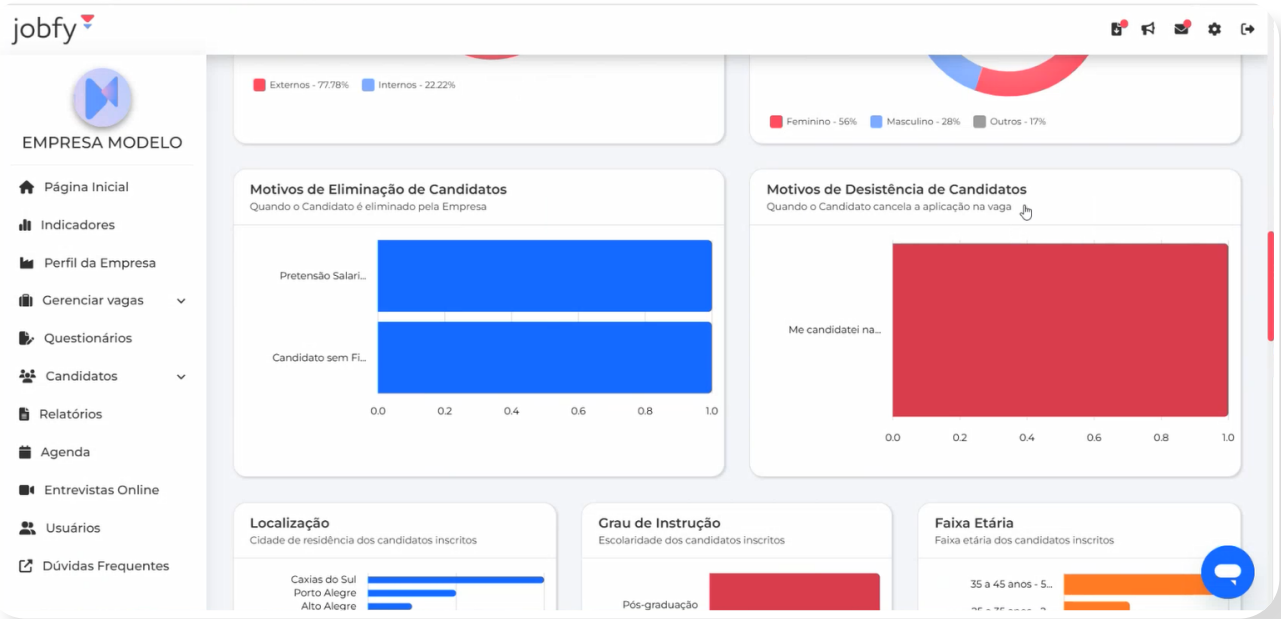 jobfy
EMPRESA MODELO
Página Inicial
Indicadores
Perfil da Empresa
Gerenciar vagas
Questionários
Candidatos
Relatórios
Agenda
Entrevistas Online
Usuários
Dúvidas Frequentes
Externos - 77.78% Internos - 22.22%
Feminino - 56% Masculino - 28% Outros - 17%
Motivos de Eliminação de Candidatos
Quando o Candidato é eliminado pela Empresa
Pretensão Salari...
Candidato sem Fi...
0.0 0.2 0.4 0.6 0.8 1.0
Motivos de Desistência de Candidatos
Quando o Candidato cancela a aplicação na vaga
Me candidatei na...
0.0 0.2 0.4 0.6 0.8 1.0
Localização
Cidade de residência dos candidatos inscritos
Caxias do Sul
Porto Alegre
Alto Alegre
Grau de Instrução
Escolaridade dos candidatos inscritos
Pós-graduação
Faixa Etária
Faixa etária dos candidatos inscritos
35 a 45 anos - 5...